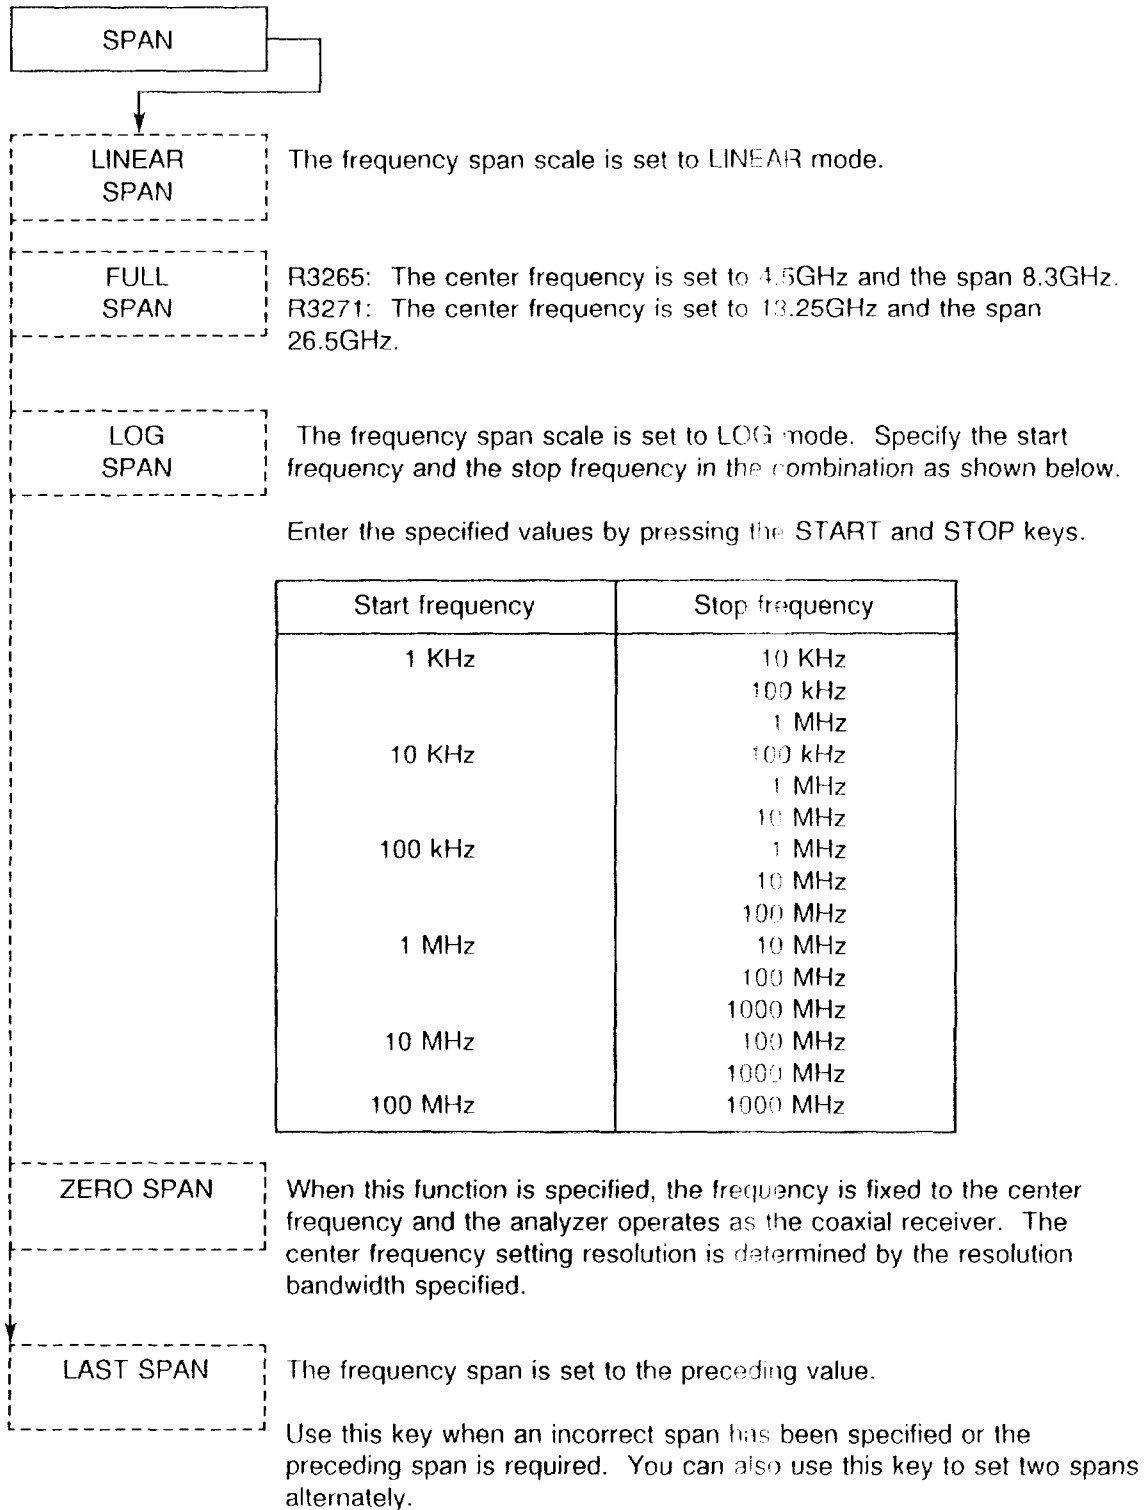 SPAN
LINEAR
SPAN
The frequency span scale is set to LINEAR mode.
FULL
SPAN
R3265: The center frequency is set to 4.5GHz and the span 8.3GHz.
R3271: The center frequency is set to 13.25GHz and the span
26.5GHz.
LOG
SPAN
The frequency span scale is set to LOG mode. Specify the start
frequency and the stop frequency in the combination as shown below.
Enter the specified values by pressing the START and STOP keys.
Start frequency Stop frequency
1 KHz 10 KHz
100 kHz
1 MHz
10 KHz 100 kHz
1 MHz
10 MHz
100 kHz 1 MHz
10 MHz
100 MHz
1 MHz 10 MHz
100 MHz
1000 MHz
10 MHz 100 MHz
1000 MHz
100 MHz 1000 MHz
ZERO SPAN
When this function is specified, the frequency is fixed to the center
frequency and the analyzer operates as the coaxial receiver. The
center frequency setting resolution is determined by the resolution
bandwidth specified.
LAST SPAN
The frequency span is set to the preceding value.
Use this key when an incorrect span has been specified or the
preceding span is required. You can also use this key to set two spans
alternately.